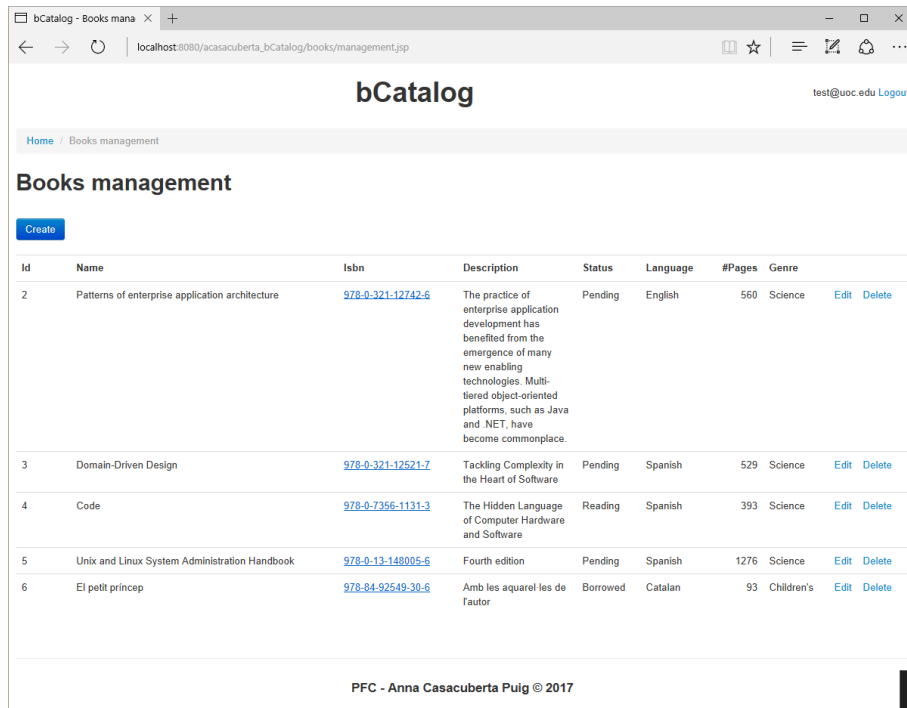 bCatalog - Books mana
localhost:8080/acasacuberta_bCatalog/books/management.jsp
bCatalog
test@uoc.edu Logout
Home / Books management
Books management
Create
Id Name Isbn Description Status Language #Pages Genre
2 Patterns of enterprise application architecture 978-0-321-12742-6 The practice of Pending English 560 Science Edit Delete
enterprise application
development has
benefited from the
emergence of many
new enabling
technologies. Multi-
tiered object-oriented
platforms, such as Java
and .NET, have
become commonplace.
3 Domain-Driven Design 978-0-321-12521-7 Tackling Complexity in Pending Spanish 529 Science Edit Delete
the Heart of Software
4 Code 978-0-7356-1131-3 The Hidden Language Reading Spanish 393 Science Edit Delete
of Computer Hardware
and Software
5 Unix and Linux System Administration Handbook 978-0-13-148005-6 Fourth edition Pending Spanish 1276 Science Edit Delete
6 El petit príncep 978-84-92549-30-6 Amb les aquarel·les de Borrowed Catalan 93 Children's Edit Delete
l'autor
PFC - Anna Casacuberta Puig © 2017